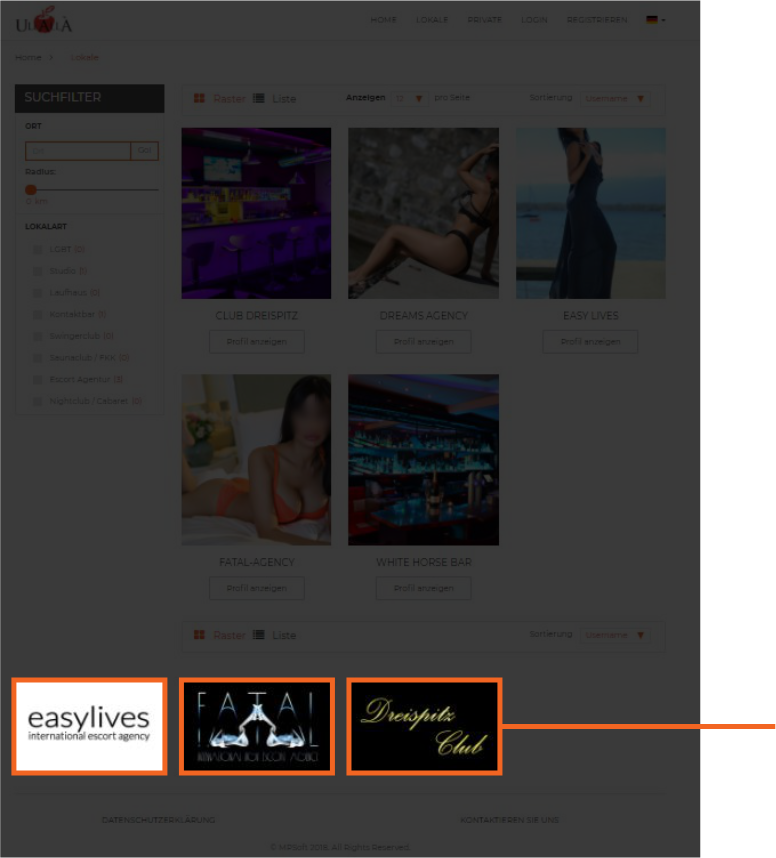 ULALÀ
HOME LOKALE PRIVATE LOGIN REGISTRIEREN
Home > Lokale
SUCHFILTER
Raster Liste Anzeigen 12 pro Seite Sortierung Username
ORT
Ort Go!
Radius:
0 km
LOKALART
LGBT (0)
Studio (1)
Laufhaus (0)
Kontaktbar (1)
Swingerclub (0)
Saunaclub / FKK (0)
Escort Agentur (3)
Nightclub / Cabaret (0)
CLUB DREISPITZ DREAMS AGENCY EASY LIVES
Profil anzeigen Profil anzeigen Profil anzeigen
FATAL-AGENCY WHITE HORSE BAR
Profil anzeigen Profil anzeigen
Raster Liste Sortierung Username
easylives
international escort agency
FATAL
INTERNATIONAL HIGH ESCORT AGENCY
Dreispitz
Club
DATENSCHUTZERKLÄRUNG KONTAKTIEREN SIE UNS
All Rights Reserved